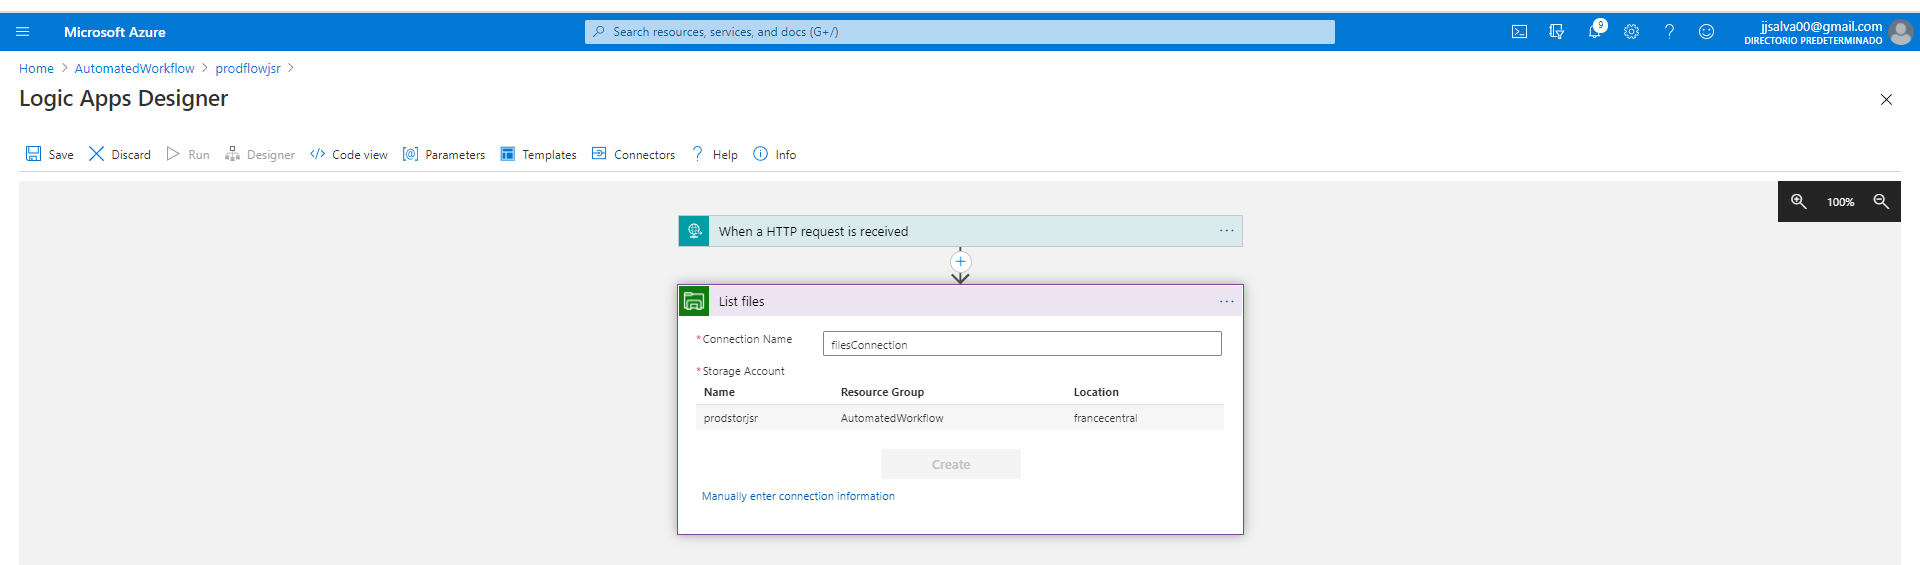 Microsoft Azure
Search resources, services, and docs (G+/)
9
jjsalva00@gmail.com
DIRECTORIO PREDETERMINADO
Home > AutomatedWorkflow > prodflowjsr >
Logic Apps Designer
Save Discard Run Designer Code view Parameters Templates Connectors Help Info
100%
When a HTTP request is received
List files
* Connection Name filesConnection
* Storage Account
Name Resource Group Location
prodstorjsr AutomatedWorkflow francecentral
Create
Manually enter connection information